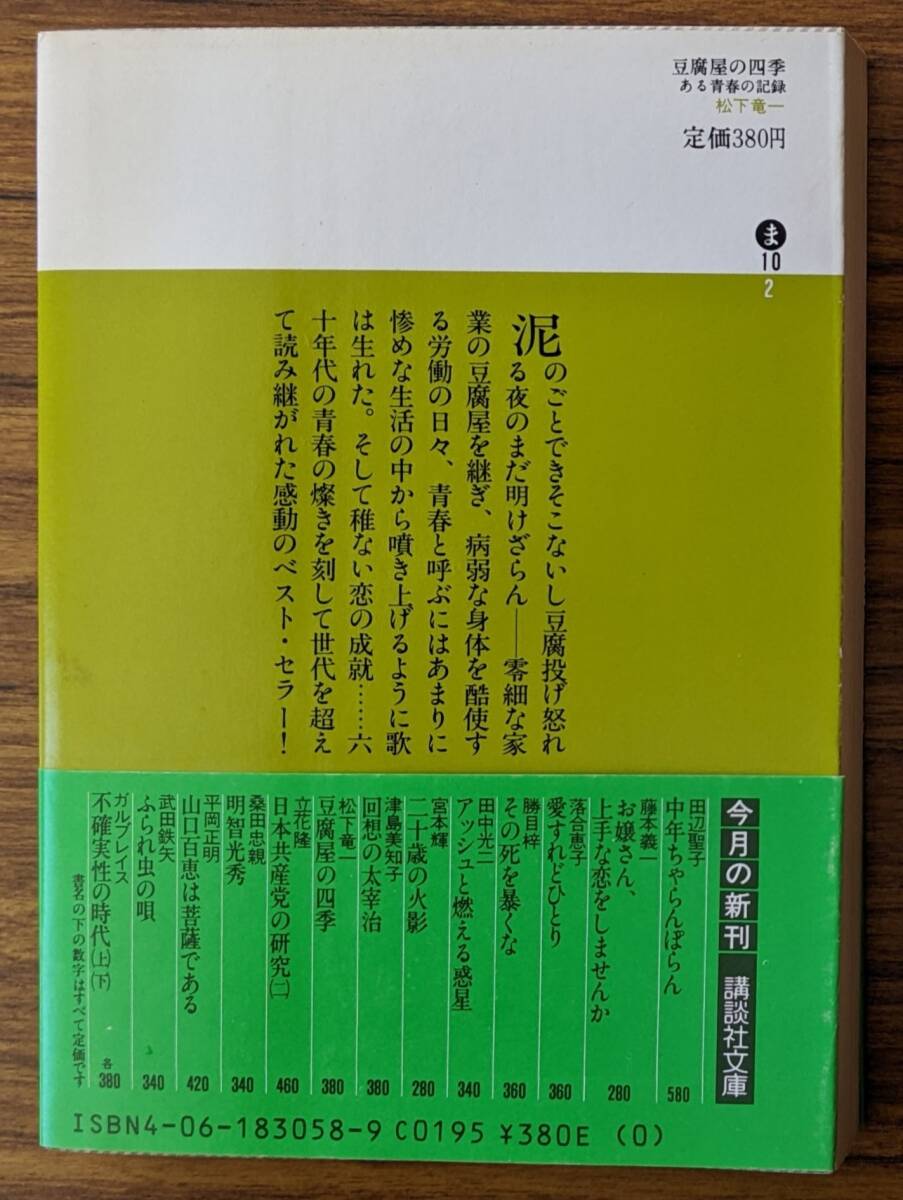 豆腐屋の四季
ある青春の記録
松下竜一
定価380円
ま
10
2
泥のごとできそこないし豆腐投げ怒れ
る夜のまだ明けざらん――零細な家
業の豆腐屋を継ぎ、病弱な身体を酷使す
る労働の日々、青春と呼ぶにはあまりに
惨めな生活の中から噴き上げるように歌
は生れた。そして稚ない恋の成就……六
十年代の青春の燦きを刻して世代を超え
て読み継がれた感動のベスト・セラー!
今月の新刊 講談社文庫
田辺聖子
中年ちゃらんぽらん
580
藤本義一
お嬢さん、
上手な恋をしませんか
280
落合恵子
愛すれどひとり
360
勝目梓
その死を暴くな
360
田中光二
アッシュと燃える惑星
340
宮本輝
二十歳の火影
280
津島美知子
回想の太宰治
380
松下竜一
豆腐屋の四季
380
立花隆
日本共産党の研究(二)
460
桑田忠親
明智光秀
340
平岡正明
山口百恵は菩薩である
420
武田鉄矢
ふられ虫の唄
340
ガルブレイス
不確実性の時代(上)(下)
各
380
書名の下の数字はすべて定価です
ISBN4-06-183058-9 C0195 ¥380E (0)